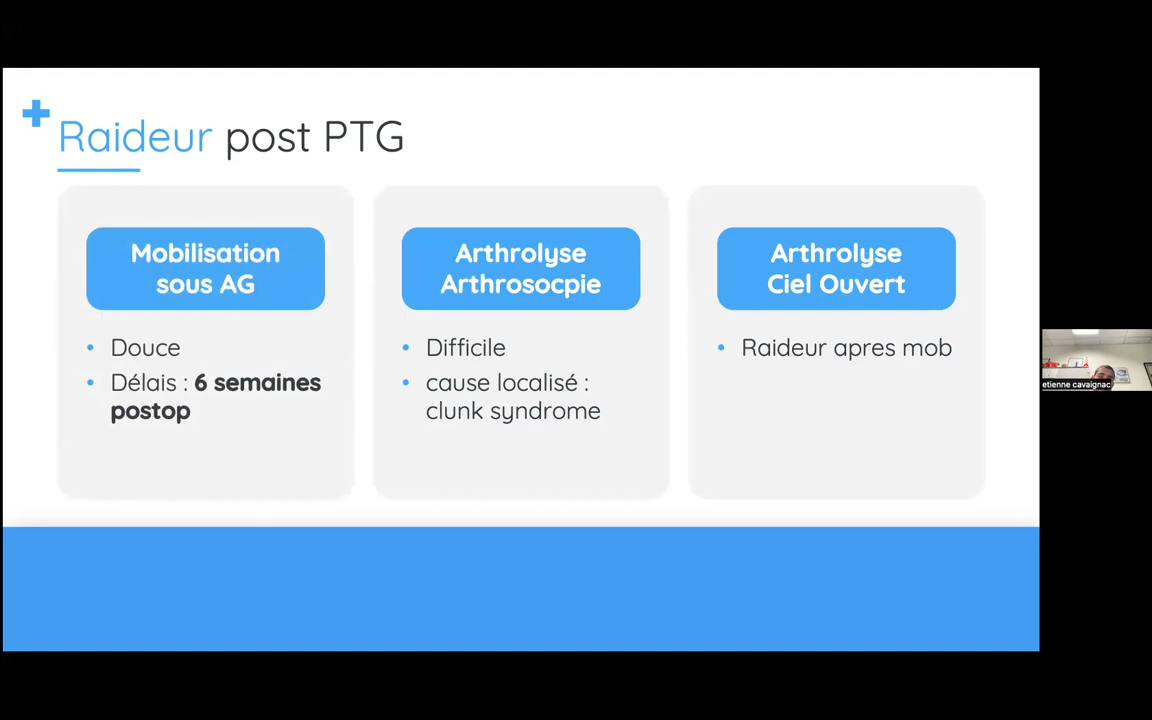 Raideur post PTG
Mobilisation
sous AG
• Douce
• Délais : 6 semaines
postop
Arthrolyse
Arthrosocpie
• Difficile
• cause localisé :
clunk syndrome
Arthrolyse
Ciel Ouvert
• Raideur apres mob
etienne cavaignac